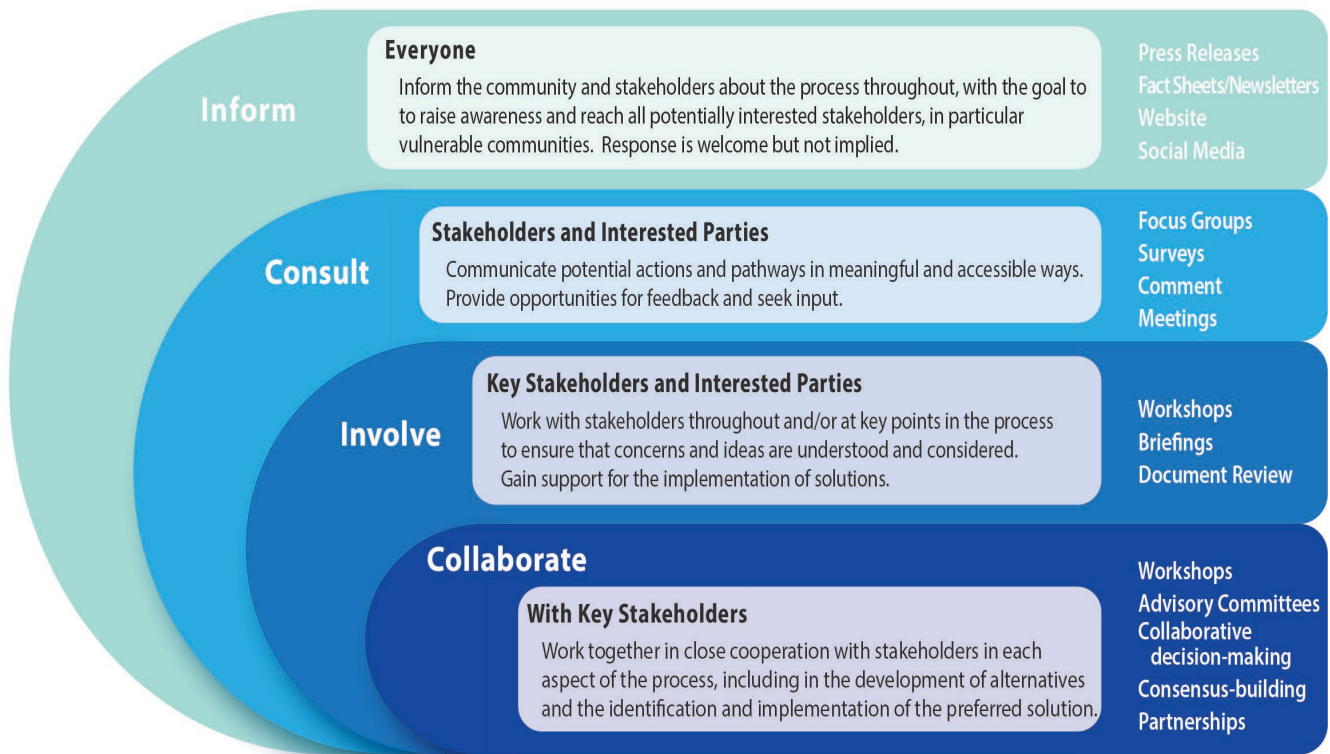 Inform
Everyone
Inform the community and stakeholders about the process throughout, with the goal to
to raise awareness and reach all potentially interested stakeholders, in particular
vulnerable communities. Response is welcome but not implied.
Press Releases
Fact Sheets/Newsletters
Website
Social Media
Consult
Stakeholders and Interested Parties
Communicate potential actions and pathways in meaningful and accessible ways.
Provide opportunities for feedback and seek input.
Focus Groups
Surveys
Comment
Meetings
Involve
Key Stakeholders and Interested Parties
Work with stakeholders throughout and/or at key points in the process
to ensure that concerns and ideas are understood and considered.
Gain support for the implementation of solutions.
Workshops
Briefings
Document Review
Collaborate
With Key Stakeholders
Work together in close cooperation with stakeholders in each
aspect of the process, including in the development of alternatives
and the identification and implementation of the preferred solution.
Workshops
Advisory Committees
Collaborative
decision-making
Consensus-building
Partnerships